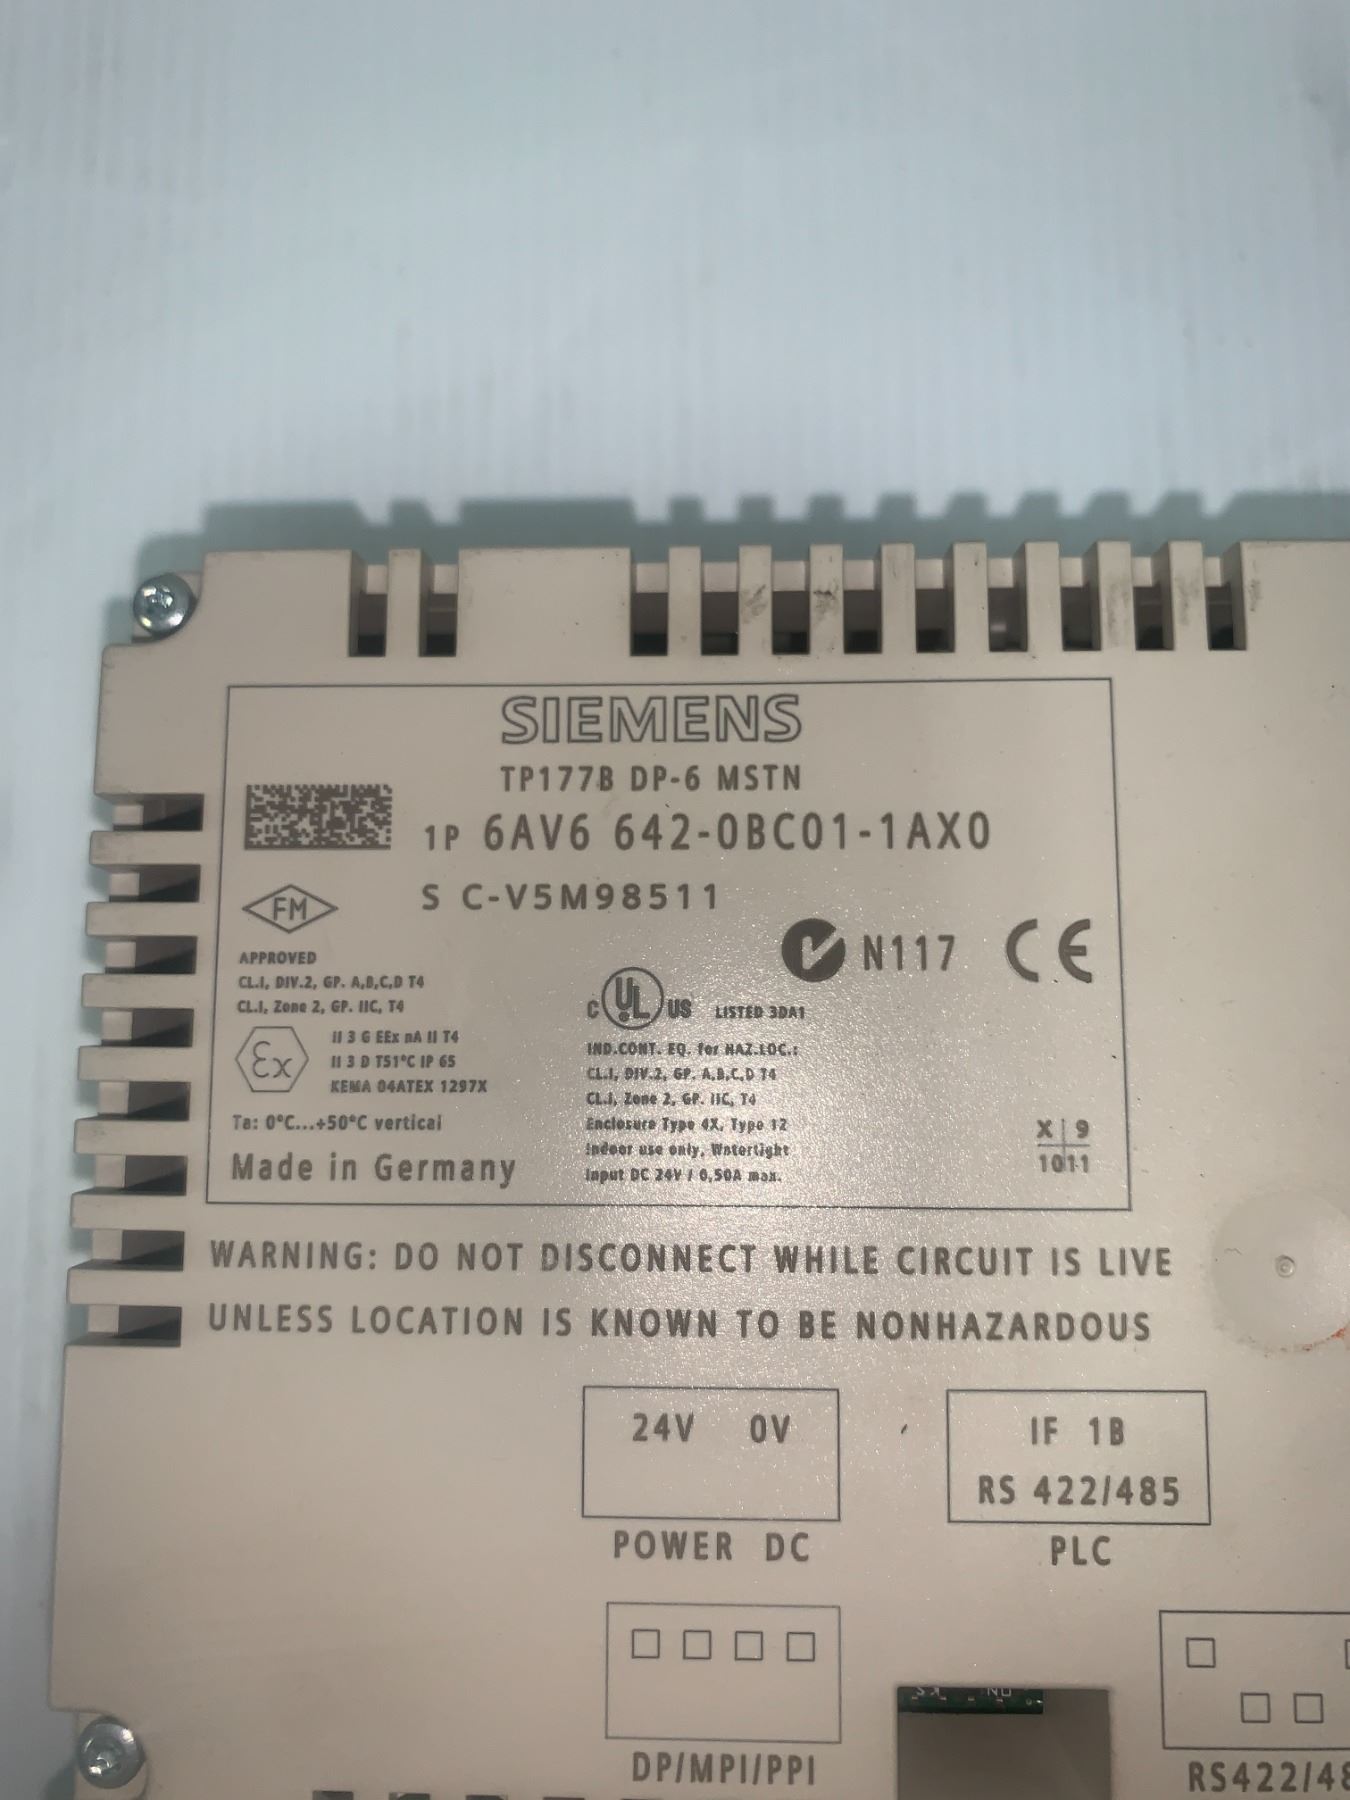 SIEMENS
TP177B DP-6 MSTN
1P 6AV6 642-0BC01-1AX0
S C-V5M98511
FM
APPROVED
CL.I, DIV.2, GP. A,B,C,D T4
CL.I, Zone 2, GP. IIC, T4
Ex
II 3 G EEx nA II T4
II 3 D T51°C IP 65
KEMA 04ATEX 1297X
Ta: 0°C...+50°C vertical
Made in Germany
N117 CE
C UL US LISTED 3DA1
IND.CONT. EQ. for HAZ.LOC.:
CL.I, DIV.2, GP. A,B,C,D T4
CL.I, Zone 2, GP. IIC, T4
Enclosure Type 4X, Type 12
Indoor use only, Watertight
Input DC 24V / 0,50A max.
X 9
10 11
WARNING: DO NOT DISCONNECT WHILE CIRCUIT IS LIVE
UNLESS LOCATION IS KNOWN TO BE NONHAZARDOUS
24V 0V
POWER DC
IF 1B
RS 422/485
PLC
DP/MPI/PPI
RS422/48